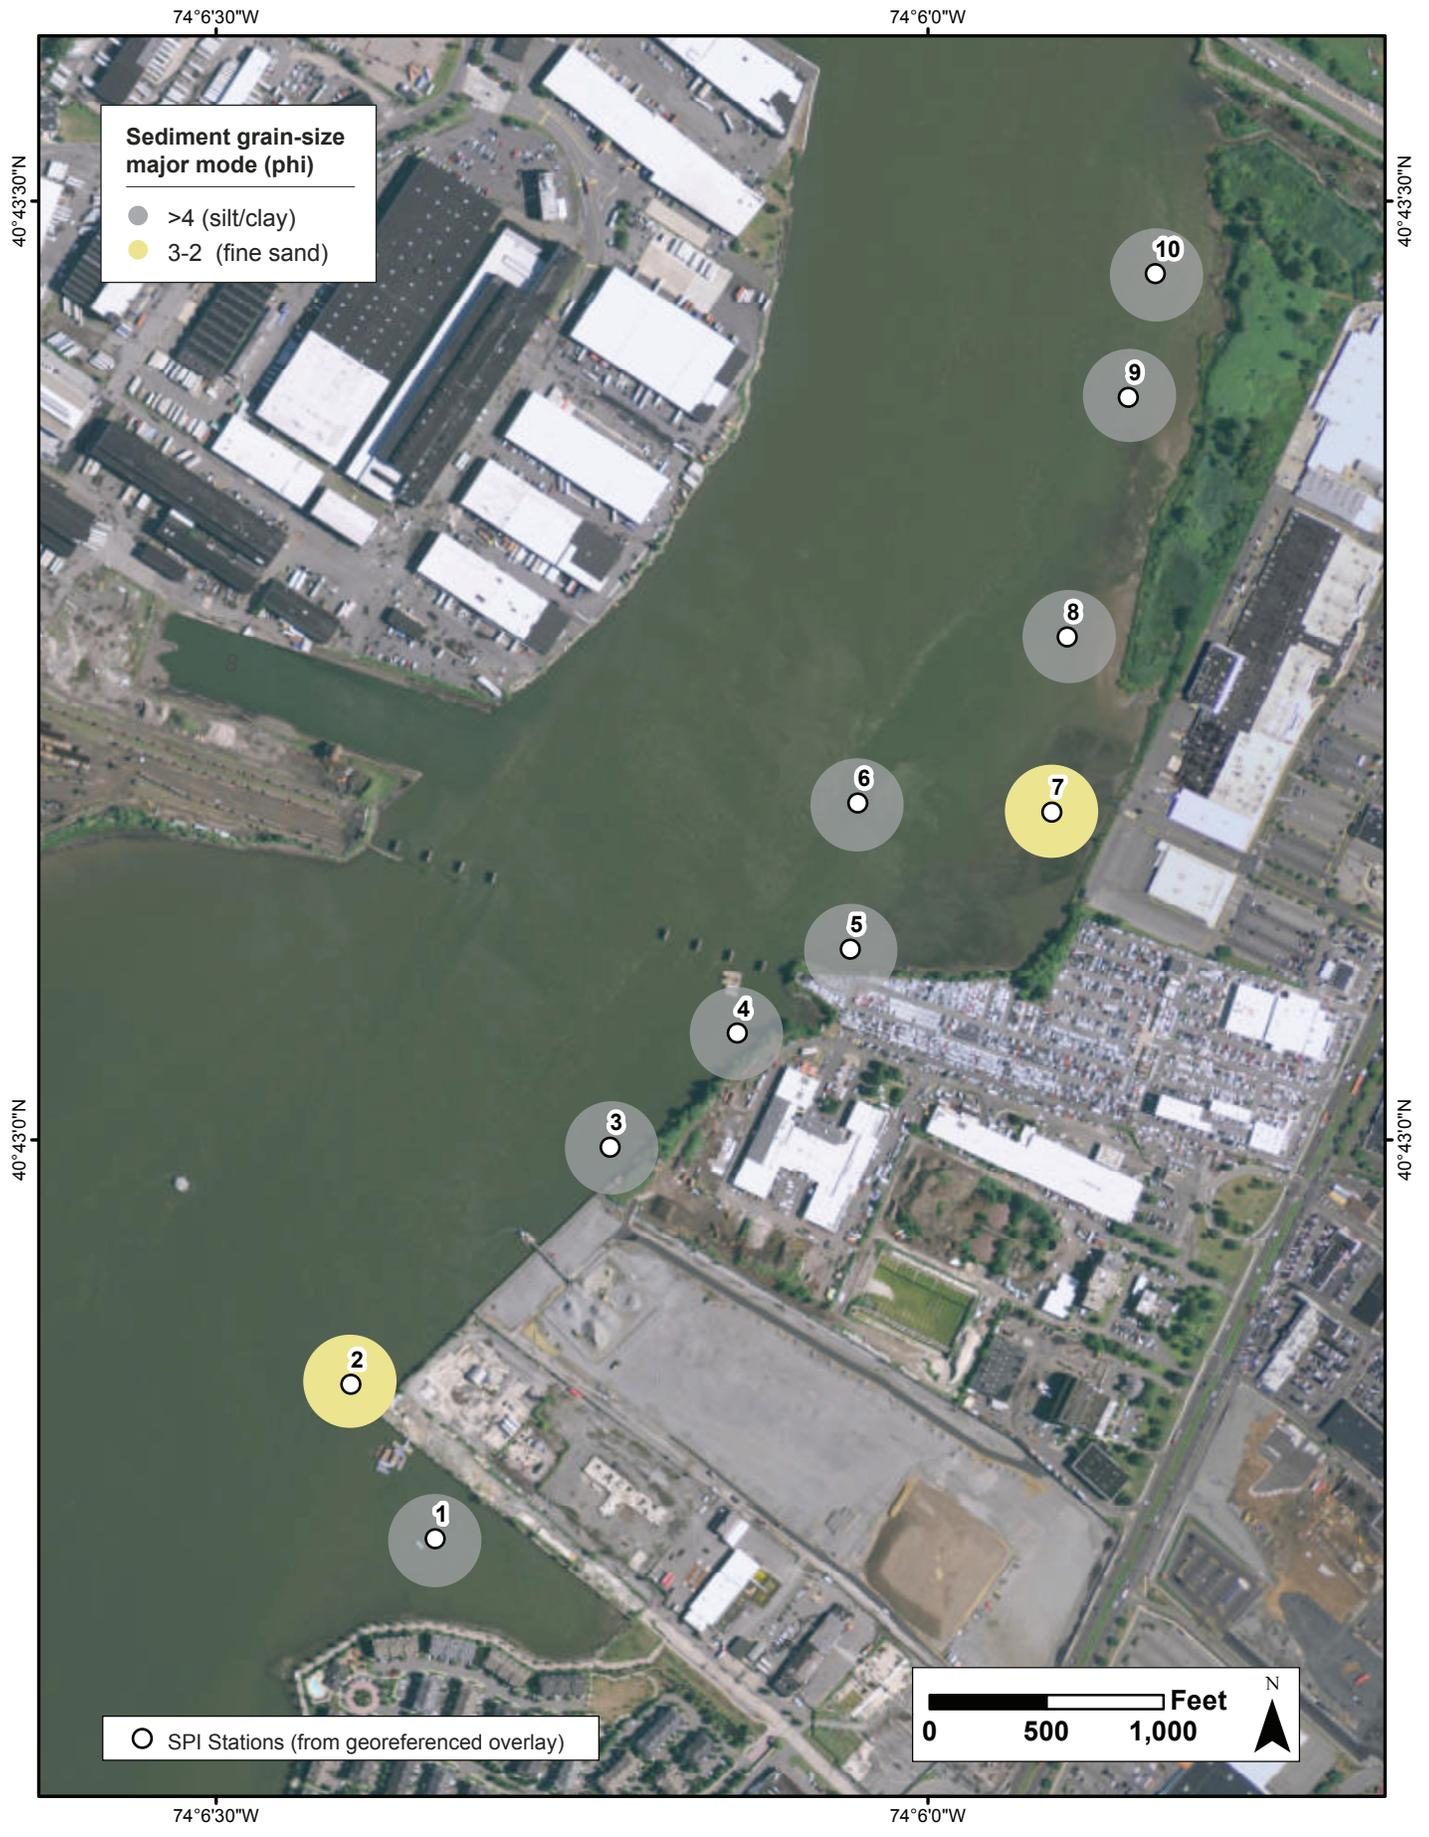 74°6'30"W
74°6'0"W
40°43'30"N
40°43'30"N
Sediment grain-size
major mode (phi)
>4 (silt/clay)
3-2 (fine sand)
10
9
8
7
6
5
4
3
2
1
40°43'0"N
40°43'0"N
Feet
0 500 1,000
N
SPI Stations (from georeferenced overlay)
74°6'30"W
74°6'0"W